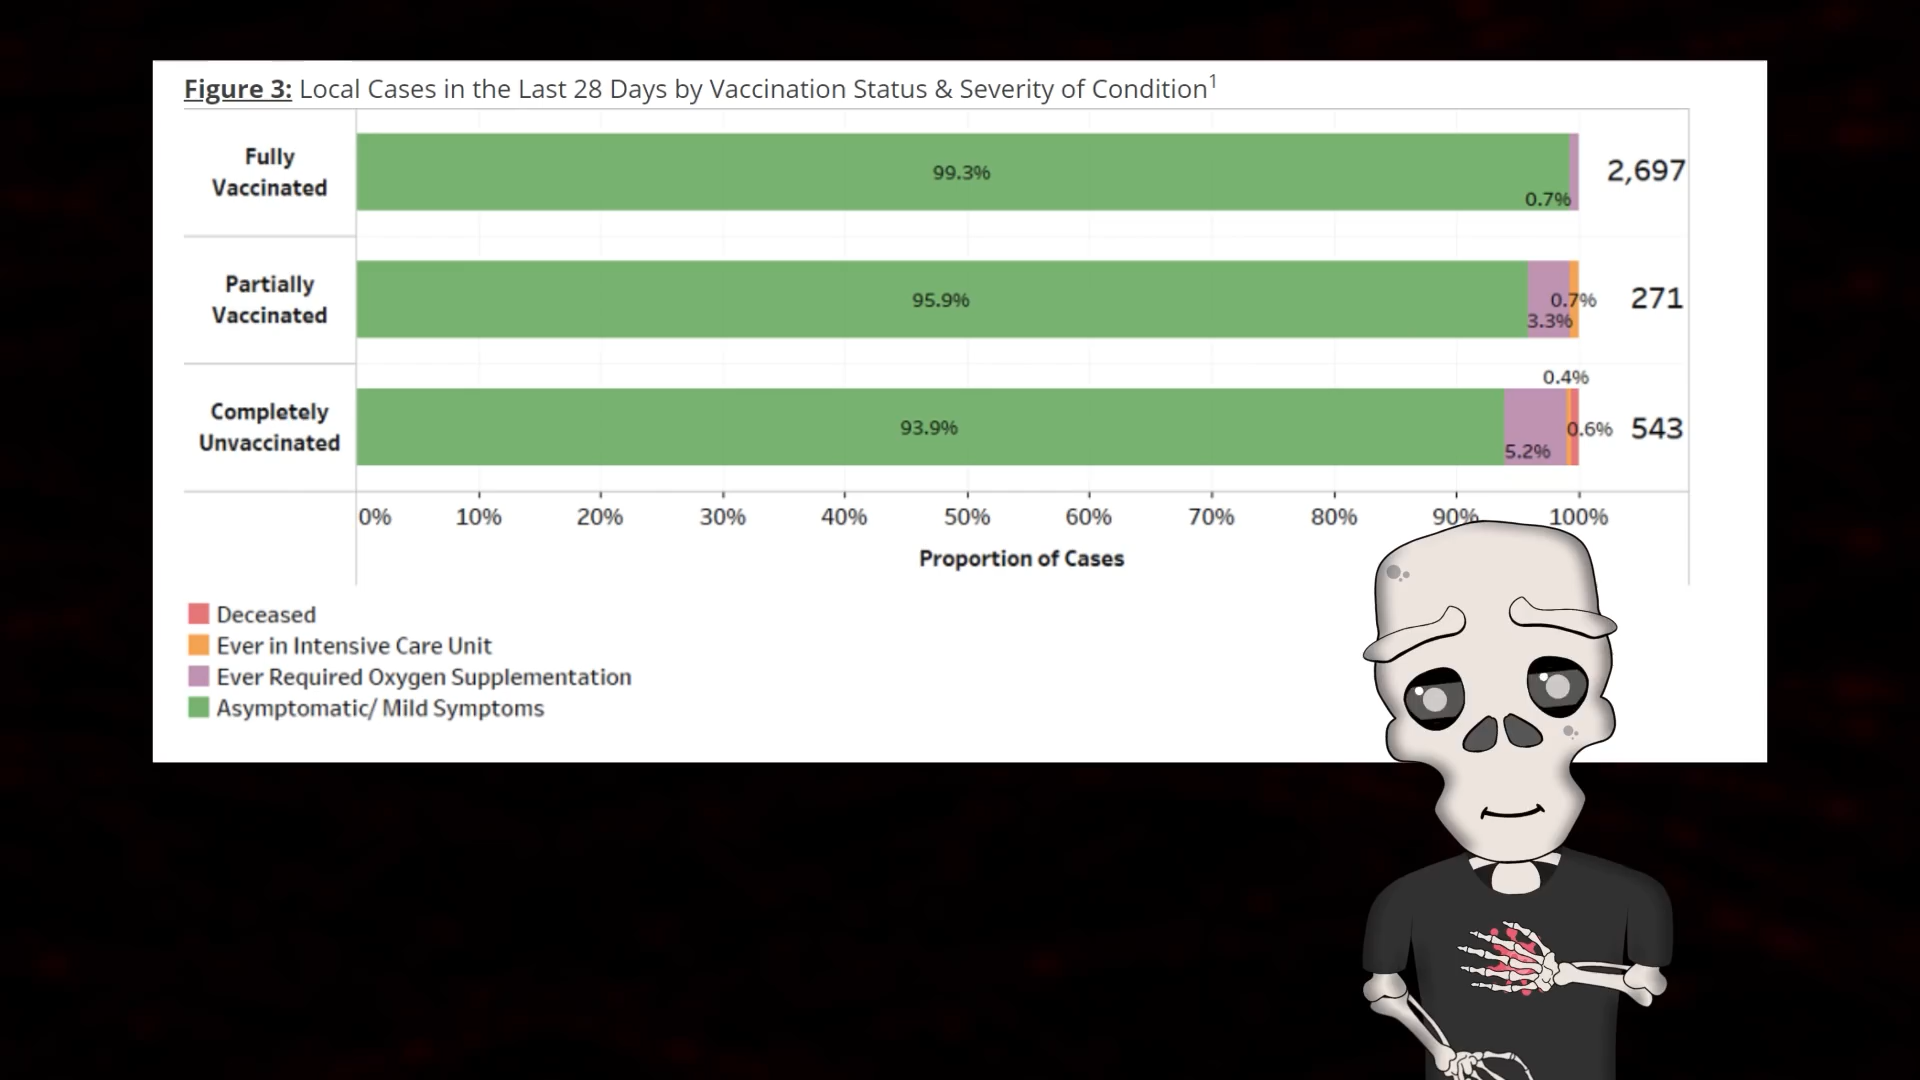 Figure 3: Local Cases in the Last 28 Days by Vaccination Status & Severity of Condition¹
Fully
Vaccinated
99.3%
0.7%
2,697
Partially
Vaccinated
95.9%
0.7%
3.3%
271
0.4%
Completely
Unvaccinated
93.9%
0.6%
5.2%
543
0% 10% 20% 30% 40% 50% 60% 70% 80% 90% 100%
Proportion of Cases
Deceased
Ever in Intensive Care Unit
Ever Required Oxygen Supplementation
Asymptomatic/ Mild Symptoms